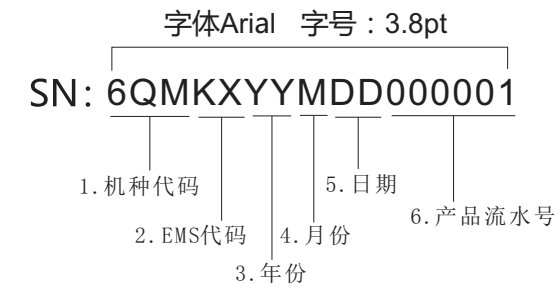 字体Arial 字号：3.8pt
SN: 6QMKXYYMDD000001
1.机种代码
5.日期
6.产品流水号
2.EMS代码
4.月份
3.年份